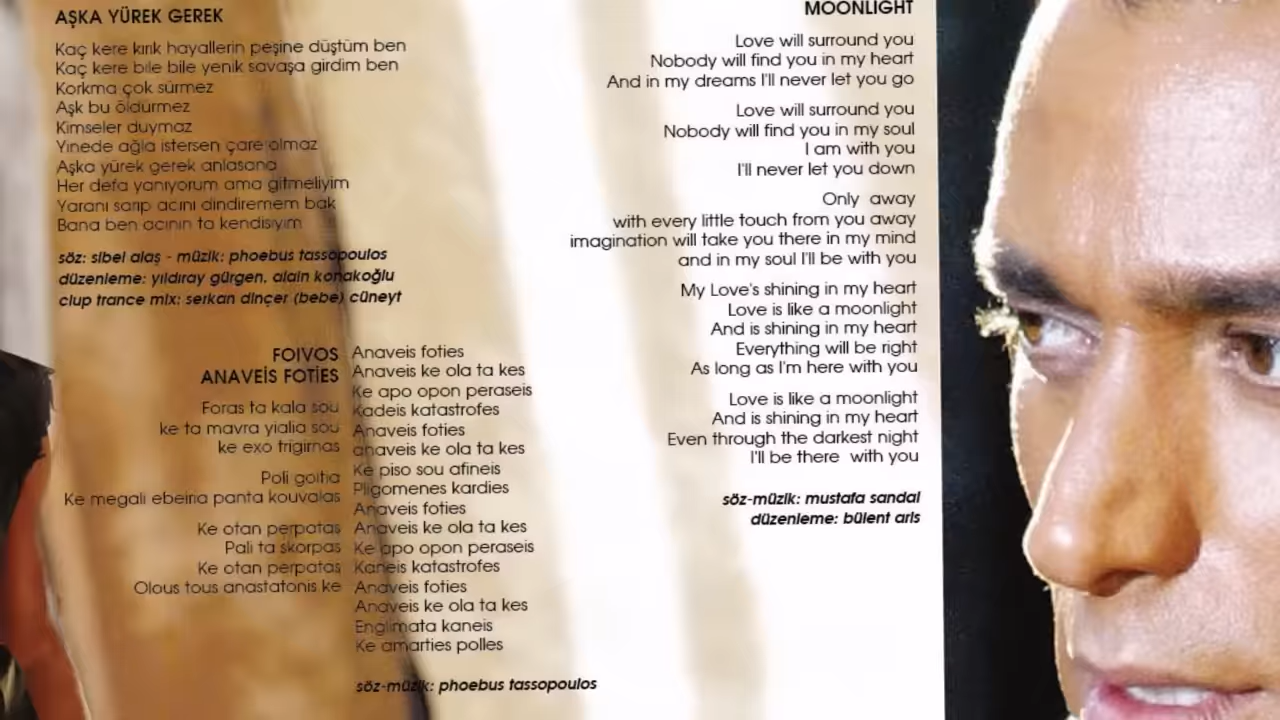 AŞKA YÜREK GEREK
Kaç kere kırık hayallerin peşine düştüm ben
Kaç kere bile bile yenik savaşa girdim ben
Korkma çok sürmez
Aşk bu öldürmez
Kimseler duymaz
Yinede ağla istersen çare olmaz
Aşka yürek gerek anlasana
Her defa yanıyorum ama gitmeliyim
Yaranı sarıp acını dindiremem bak
Bana ben acının ta kendisiyim
söz: sibel alaş - müzik: phoebus tassopoulos
düzenleme: yıldıray gürgen. alain konakoğlu
clup trance mix: serkan dinçer (bebe) cüneyt
FOIVOS
ANAVEİS FOTİES
Foras ta kala sou
ke ta mavra yialia sou
ke exo trigirnas
Poli goitia
Ke megali ebeiria panta kouvalas
Ke otan perpatas
Pali ta skorpas
Ke otan perpatas
Olous tous anastatonis ke
Anaveis foties
Anaveis ke ola ta kes
Ke apo opon peraseis
Kadeis katastrofes
Anaveis foties
anaveis ke ola ta kes
Ke piso sou afineis
Pligomenes kardies
Anaveis foties
Anaveis ke ola ta kes
Ke apo opon peraseis
Kaneis katastrofes
Anaveis foties
Anaveis ke ola ta kes
Englimata kaneis
Ke amarties polles
söz-müzik: phoebus tassopoulos
MOONLIGHT
Love will surround you
Nobody will find you in my heart
And in my dreams I'll never let you go
Love will surround you
Nobody will find you in my soul
I am with you
I'll never let you down
Only away
with every little touch from you away
imagination will take you there in my mind
and in my soul I'll be with you
My Love's shining in my heart
Love is like a moonlight
And is shining in my heart
Everything will be right
As long as I'm here with you
Love is like a moonlight
And is shining in my heart
Even through the darkest night
I'll be there with you
söz-müzik: mustafa sandal
düzenleme: bülent aris